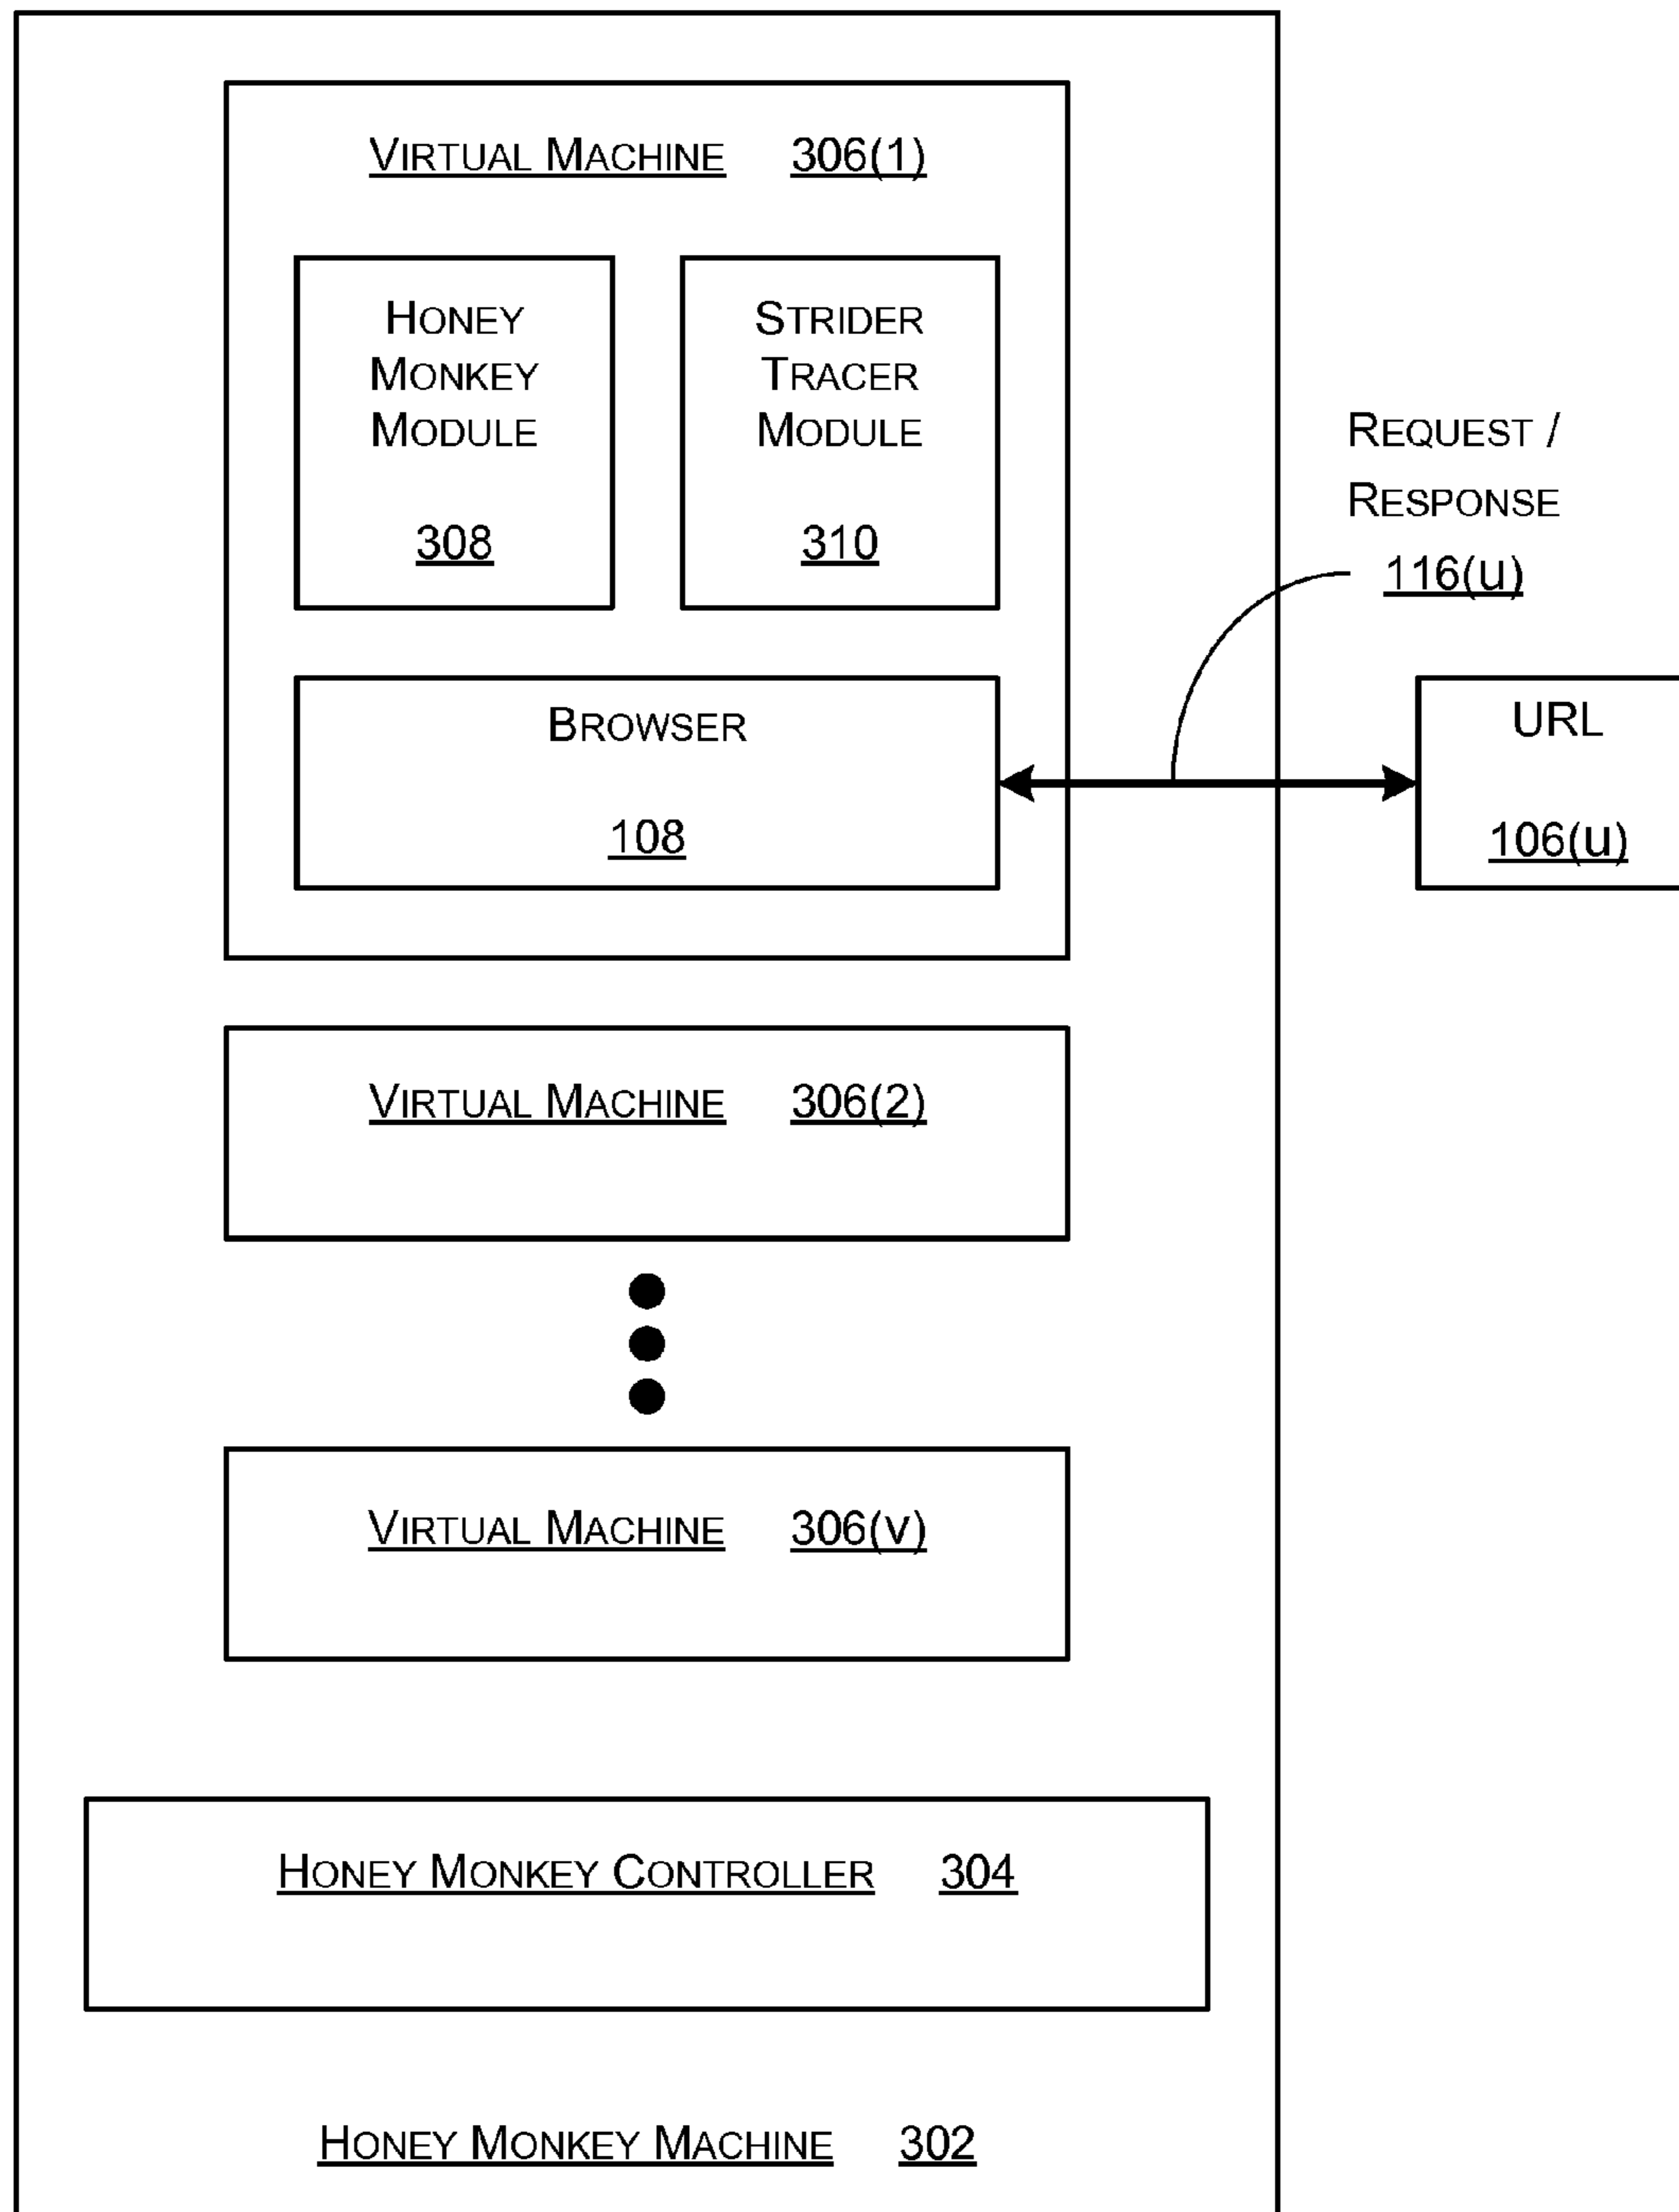 VIRTUAL MACHINE 306(1)
HONEY
MONKEY
MODULE
308
STRIDER
TRACER
MODULE
310
REQUEST /
RESPONSE
116(u)
BROWSER
108
URL
106(u)
VIRTUAL MACHINE 306(2)
VIRTUAL MACHINE 306(v)
HONEY MONKEY CONTROLLER 304
HONEY MONKEY MACHINE 302